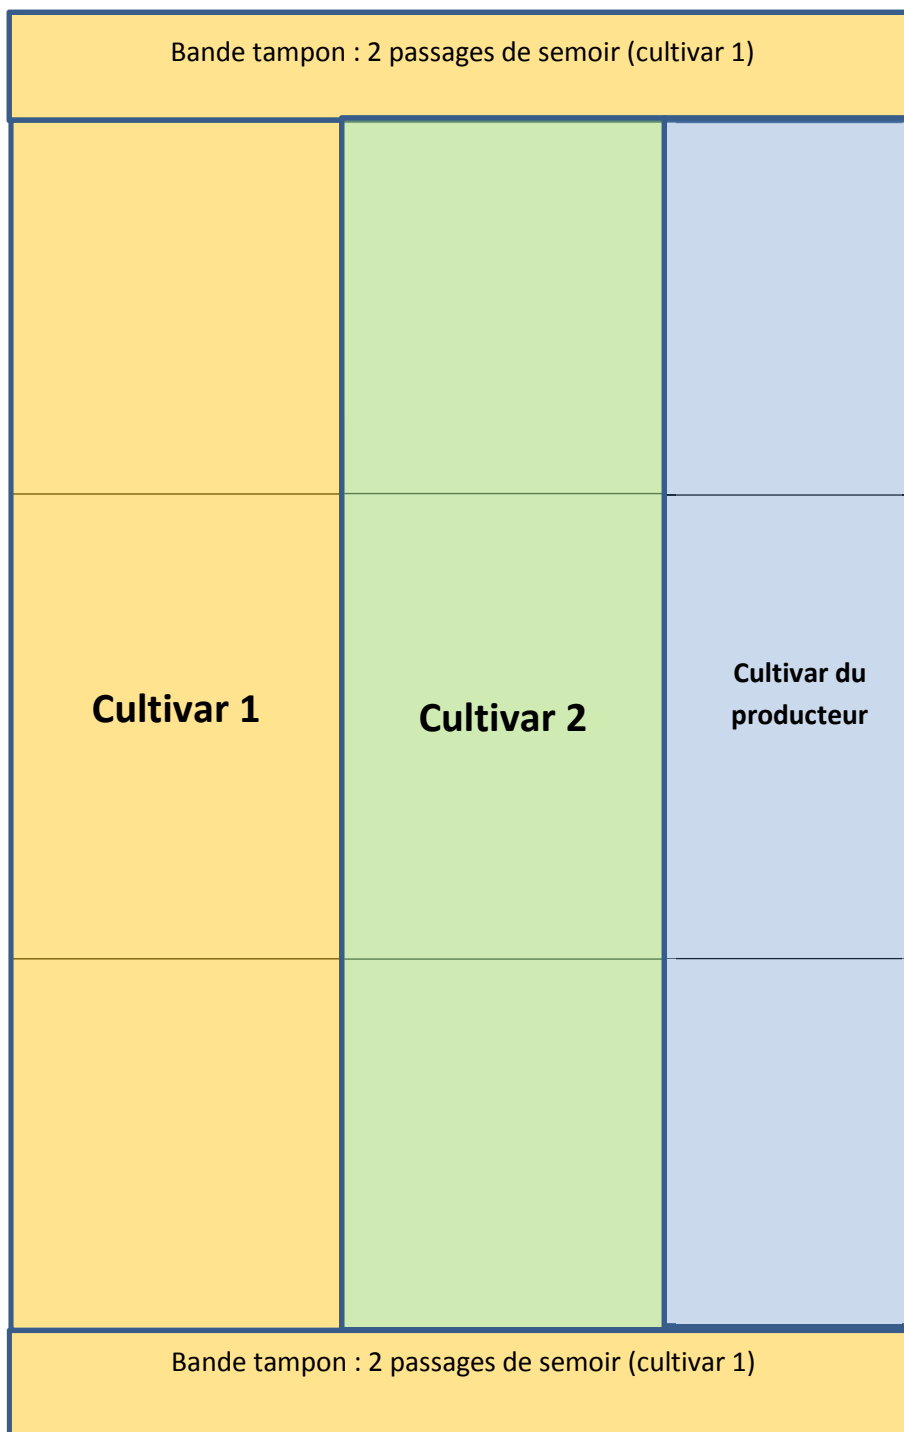 Bande tampon : 2 passages de semoir (cultivar 1)
Cultivar 1
Cultivar 2
Cultivar du
producteur
Bande tampon : 2 passages de semoir (cultivar 1)